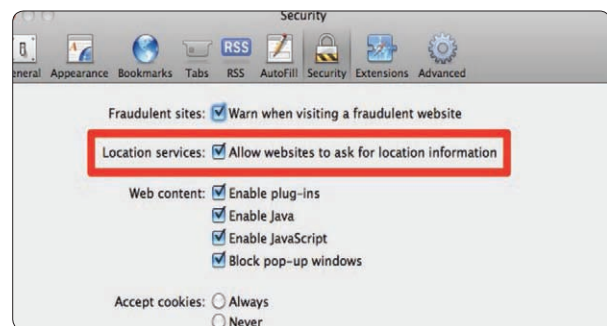 Security
eneral Appearance Bookmarks Tabs RSS AutoFill Security Extensions Advanced
RSS
Fraudulent sites: Warn when visiting a fraudulent website
Location services: Allow websites to ask for location information
Web content: Enable plug-ins
Enable Java
Enable JavaScript
Block pop-up windows
Accept cookies: Always
Never